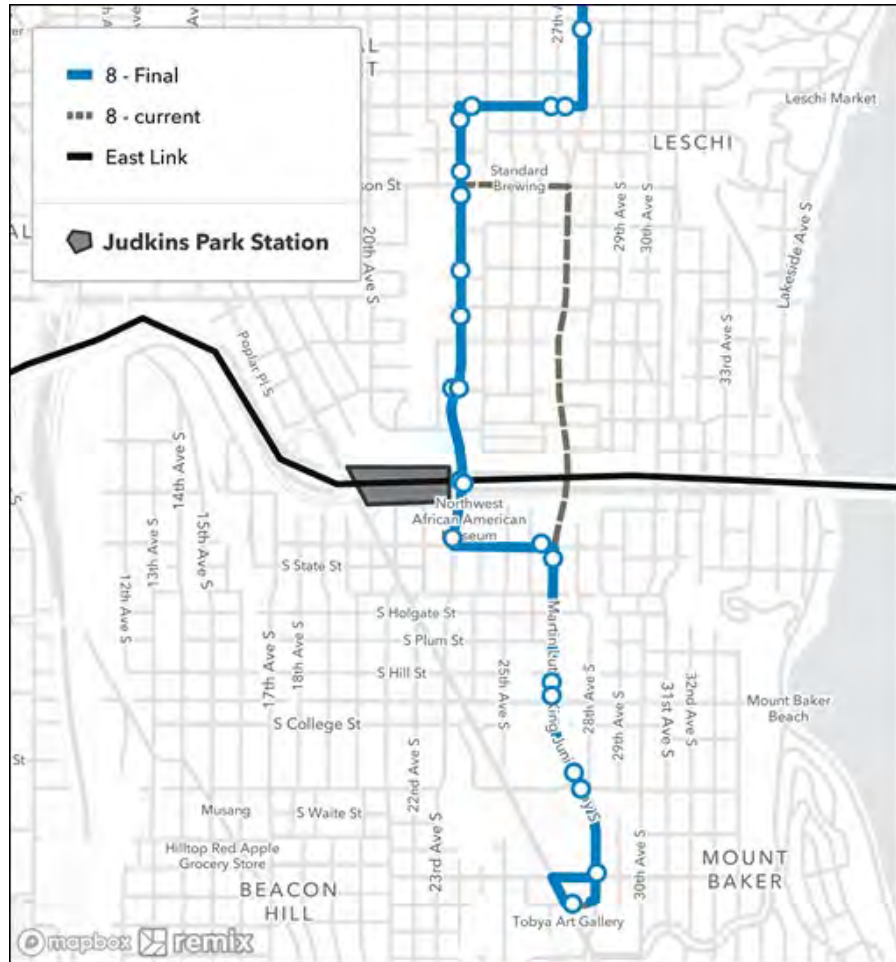 8 - Final
8 - current
East Link
Judkins Park Station
27th A
Leschi Market
LESCHI
Standard
Brewing
son St
20th Ave S
29th Ave S
30th Ave S
Lakeside Ave S
33rd Ave S
Poplar Pl S
14th Ave S
15th Ave S
13th Ave S
12th Ave S
Northwest
African American
seum
S State St
S Holgate St
S Plum St
S Hill St
17th Ave S
18th Ave S
25th Ave S
28th Ave S
29th Ave S
31st Ave S
32nd Ave S
Mount Baker
Beach
S College St
St
22nd Ave S
Musang
S Waite St
Hilltop Red Apple
Grocery Store
23rd Ave S
30th Ave S
BEACON
HILL
MOUNT
BAKER
Tobya Art Gallery
mapbox remix